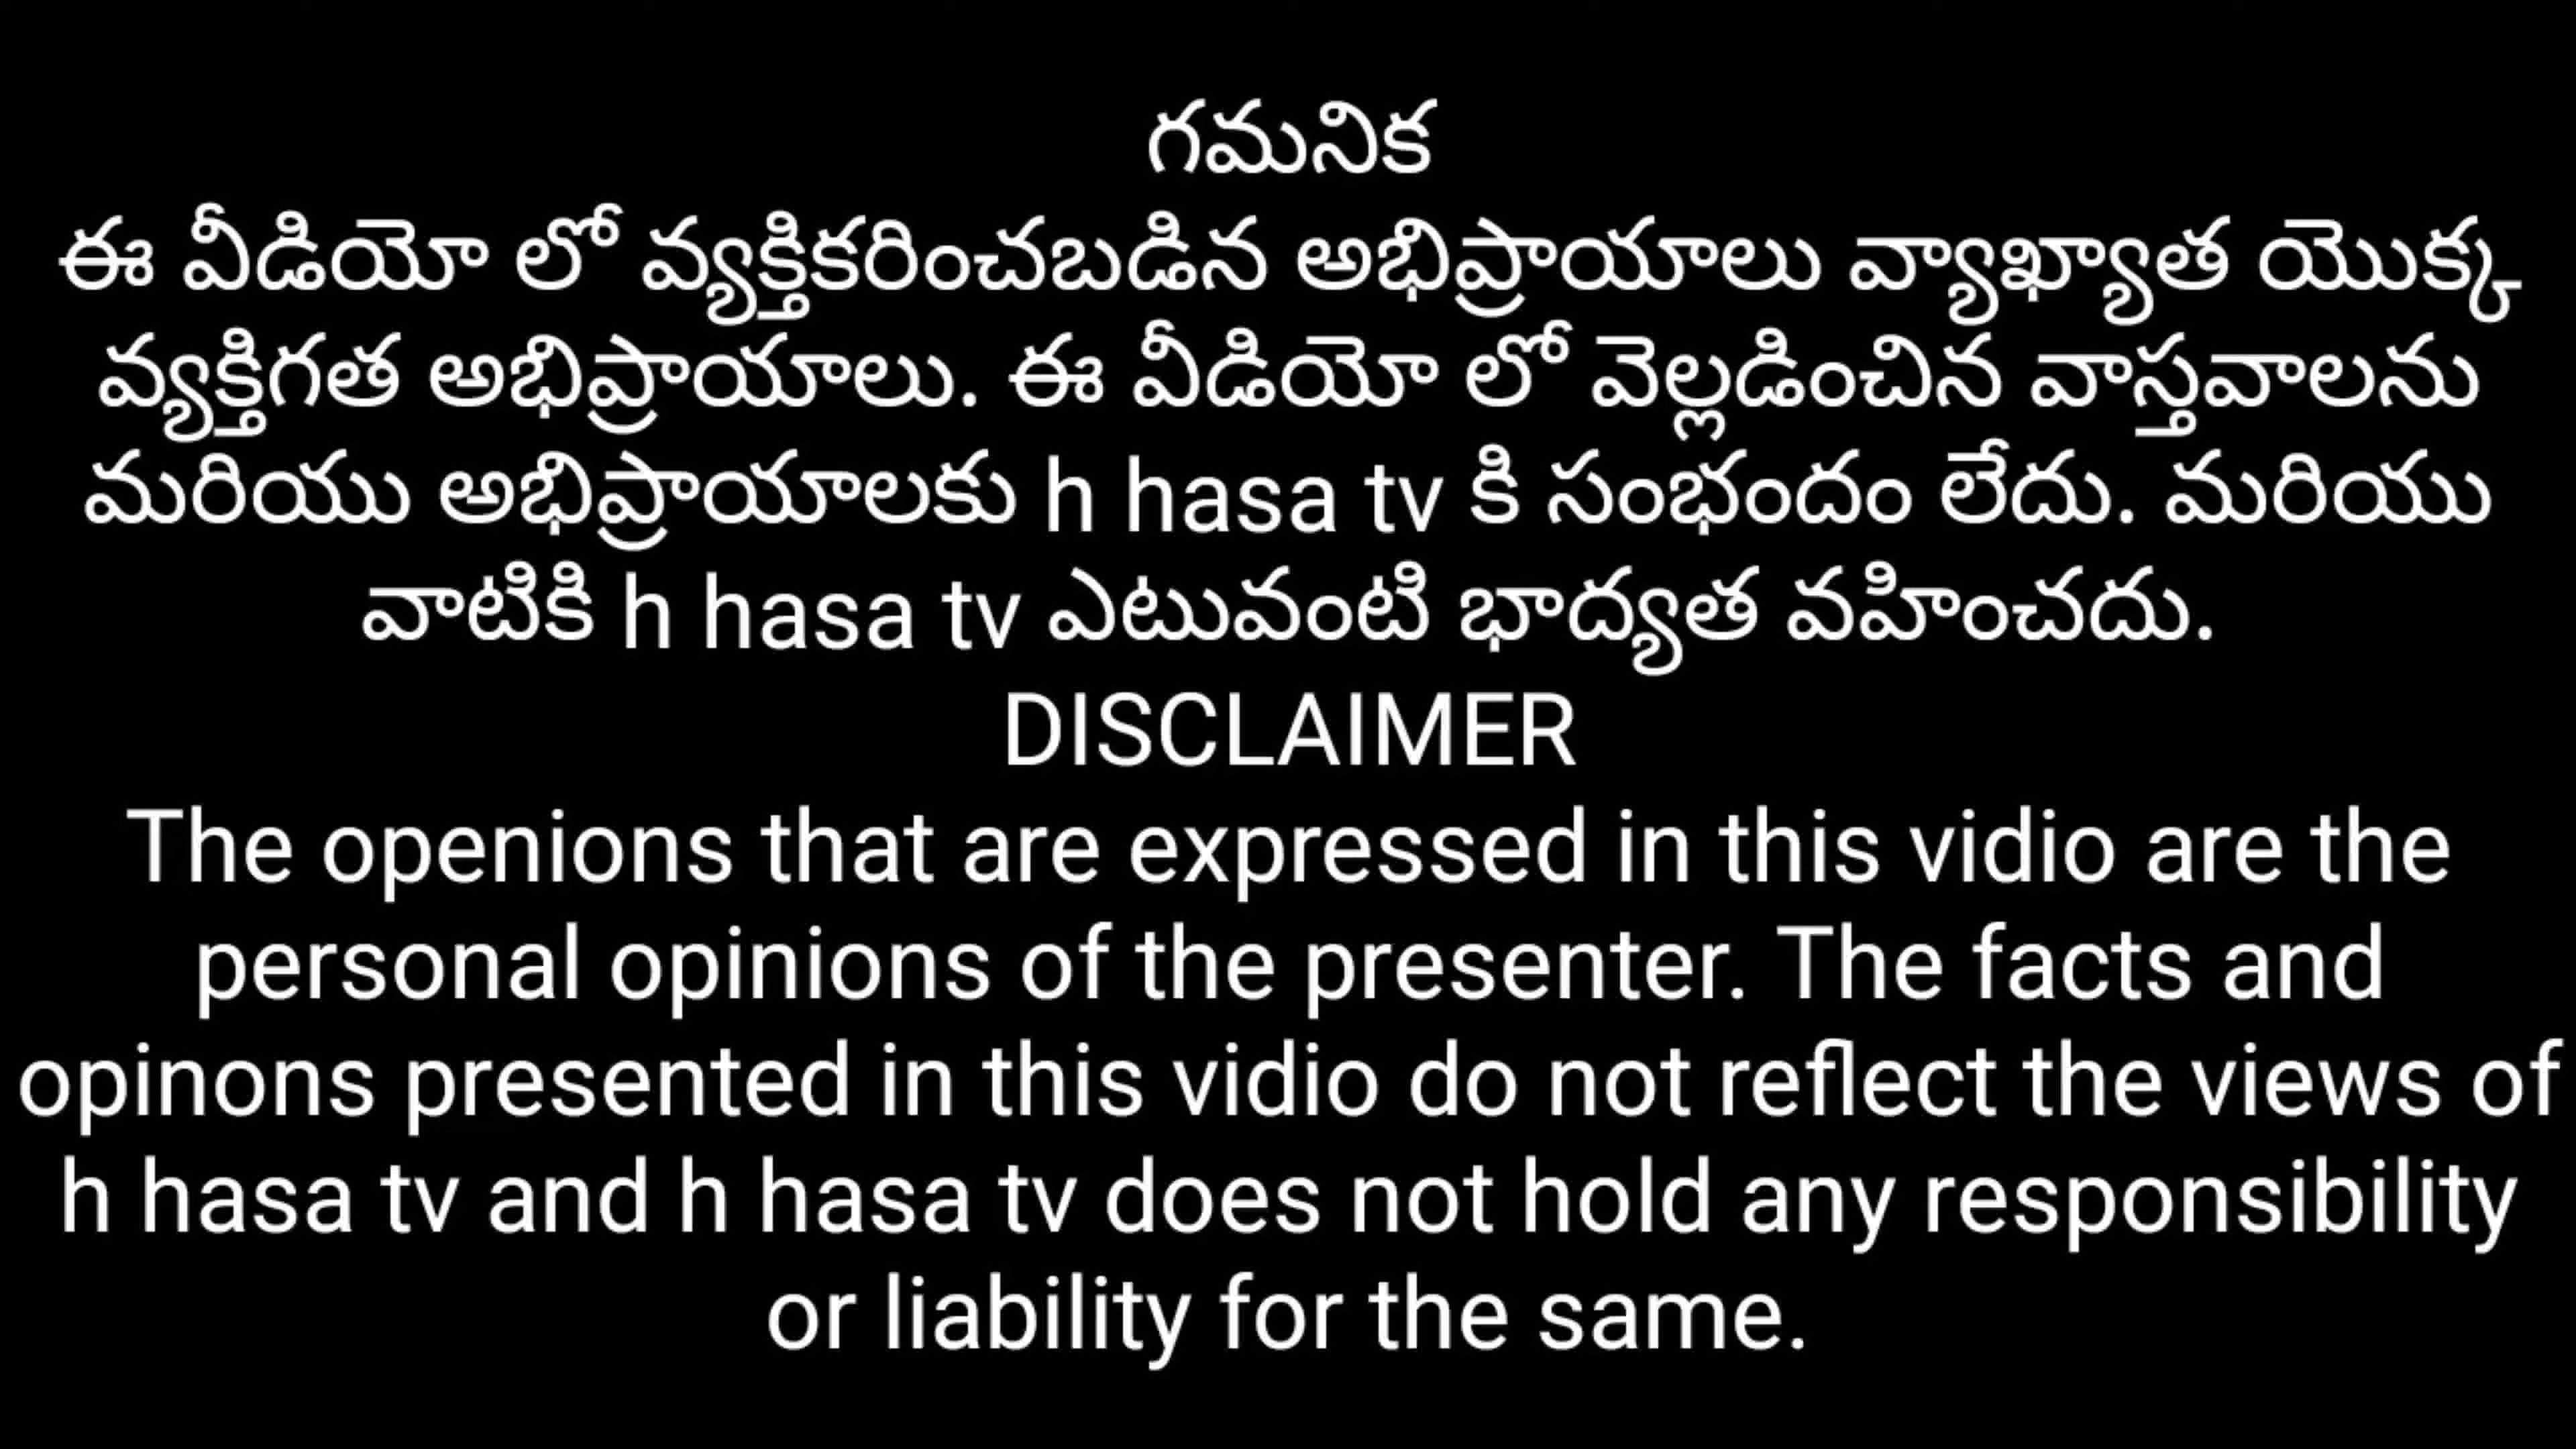 గమనిక
ఈ వీడియో లో వ్యక్తికరించబడిన అభిప్రాయాలు వ్యాఖ్యాత యొక్క
వ్యక్తిగత అభిప్రాయాలు. ఈ వీడియో లో వెల్లడించిన వాస్తవాలను
మరియు అభిప్రాయాలకు h hasa tv కి సంభందం లేదు. మరియు
వాటికి h hasa tv ఎటువంటి భాద్యత వహించదు.
DISCLAIMER
The openions that are expressed in this vidio are the
personal opinions of the presenter. The facts and
opinons presented in this vidio do not reflect the views of
h hasa tv and h hasa tv does not hold any responsibility
or liability for the same.